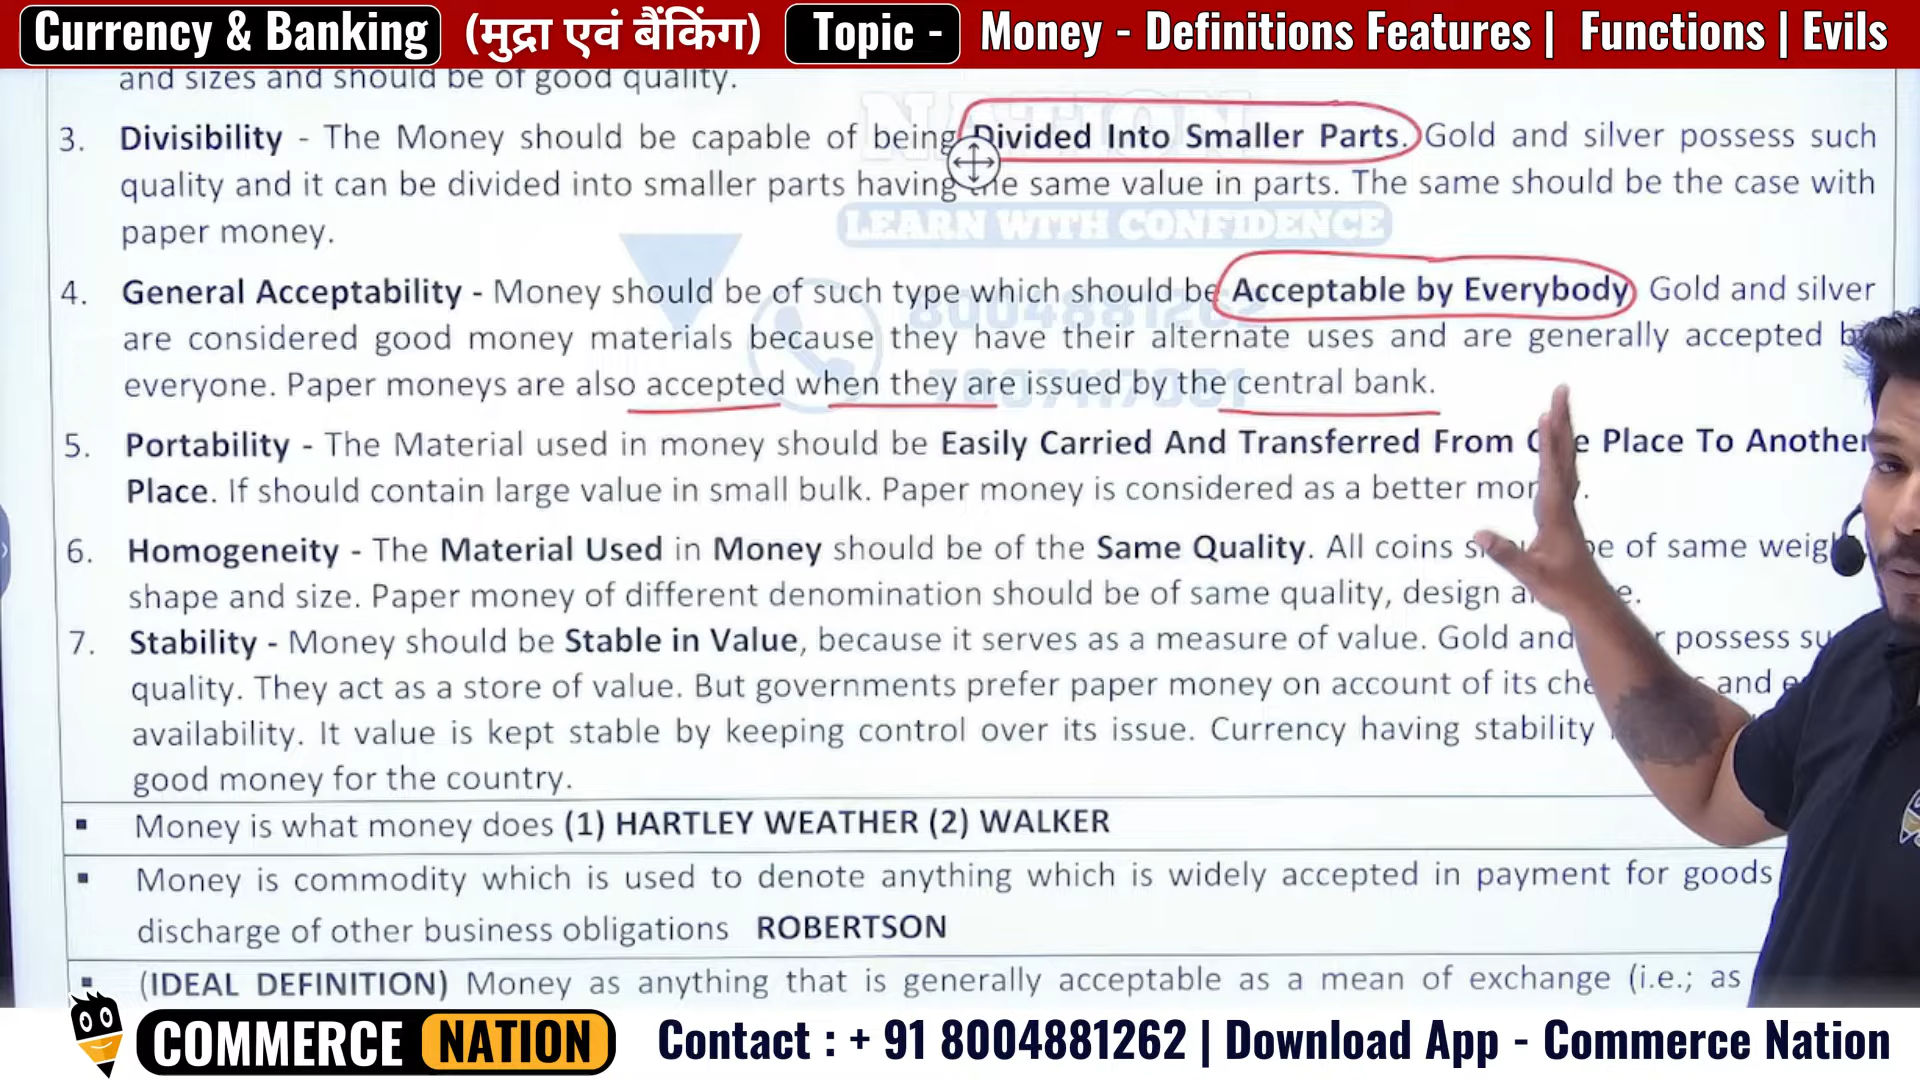 Currency & Banking (मुद्रा एवं बैंकिंग) Topic - Money - Definitions Features | Functions | Evils
and sizes and should be of good quality.
NATION
3. Divisibility - The Money should be capable of being Divided Into Smaller Parts. Gold and silver possess such
quality and it can be divided into smaller parts having the same value in parts. The same should be the case with
LEARN WITH CONFIDENCE
paper money.
4. General Acceptability - Money should be of such type which should be Acceptable by Everybody Gold and silver
8004881262
are considered good money materials because they have their alternate uses and are generally accepted
everyone. Paper moneys are also accepted when they are issued by the central bank.
5. Portability - The Material used in money should be Easily Carried And Transferred From Place To Another
Place. If should contain large value in small bulk. Paper money is considered as a better
6. Homogeneity - The Material Used in Money should be of the Same Quality. All coins of same
shape and size. Paper money of different denomination should be of same quality, design
7. Stability - Money should be Stable in Value, because it serves as a measure of value. Gold and possess
quality. They act as a store of value. But governments prefer paper money on account of its and
availability. It value is kept stable by keeping control over its issue. Currency having stability
good money for the country.
▪ Money is what money does (1) HARTLEY WEATHER (2) WALKER
▪ Money is commodity which is used to denote anything which is widely accepted in payment for goods
discharge of other business obligations ROBERTSON
▪ (IDEAL DEFINITION) Money as anything that is generally acceptable as a mean of exchange (i.e.; as
COMMERCE NATION Contact : + 91 8004881262 | Download App - Commerce Nation